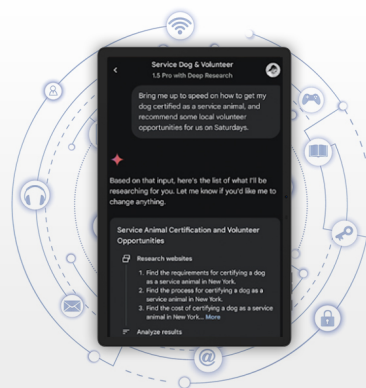 Service Dog & Volunteer
1.5 Pro with Deep Research
Bring me up to speed on how to get my
dog certified as a service animal, and
recommend some local volunteer
opportunities for us on Saturdays.
Based on that input, here's the list of what I'll be
researching for you. Let me know if you'd like me to
change anything.
Service Animal Certification and Volunteer
Opportunities
Research websites
1. Find the requirements for certifying a dog
as a service animal in New York.
2. Find the process for certifying a dog as a
service animal in New York.
3. Find the cost of certifying a dog as a service
animal in New York... More
Analyze results
@